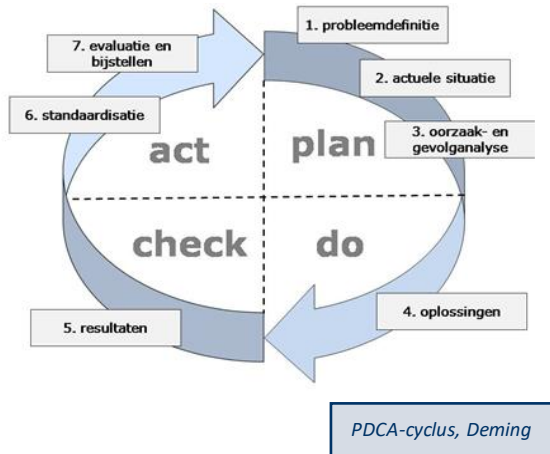 1. probleemdefinitie
2. actuele situatie
3. oorzaak- en
gevolganalyse
4. oplossingen
5. resultaten
6. standaardisatie
7. evaluatie en
bijstellen
act
plan
check
do
PDCA-cyclus, Deming